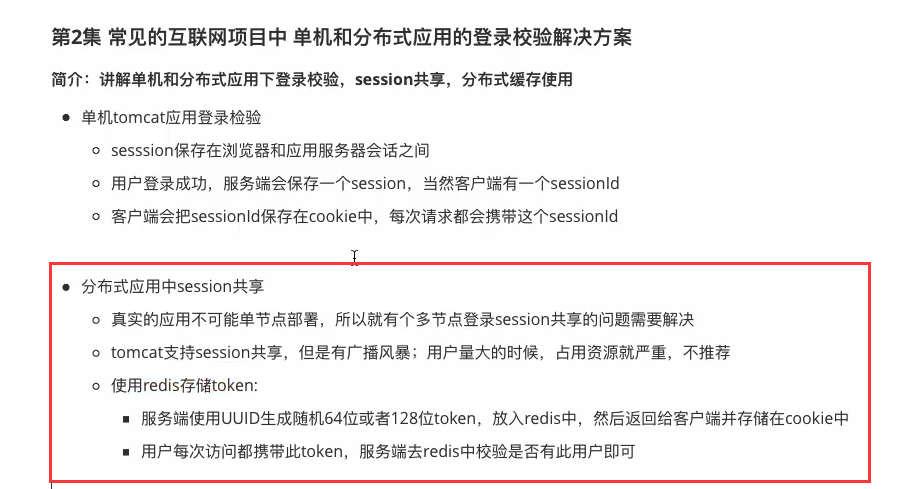 第2集 常见的互联网项目中 单机和分布式应用的登录校验解决方案
简介：讲解单机和分布式应用下登录校验，session共享，分布式缓存使用
单机tomcat应用登录检验
sesssion保存在浏览器和应用服务器会话之间
用户登录成功，服务端会保存一个session，当然客户端有一个sessionId
客户端会把sessionId保存在cookie中，每次请求都会携带这个sessionId
分布式应用中session共享
真实的应用不可能单节点部署，所以就有个多节点登录session共享的问题需要解决
tomcat支持session共享，但是有广播风暴；用户量大的时候，占用资源就严重，不推荐
使用redis存储token:
服务端使用UUID生成随机64位或者128位token，放入redis中，然后返回给客户端并存储在cookie中
用户每次访问都携带此token，服务端去redis中校验是否有此用户即可